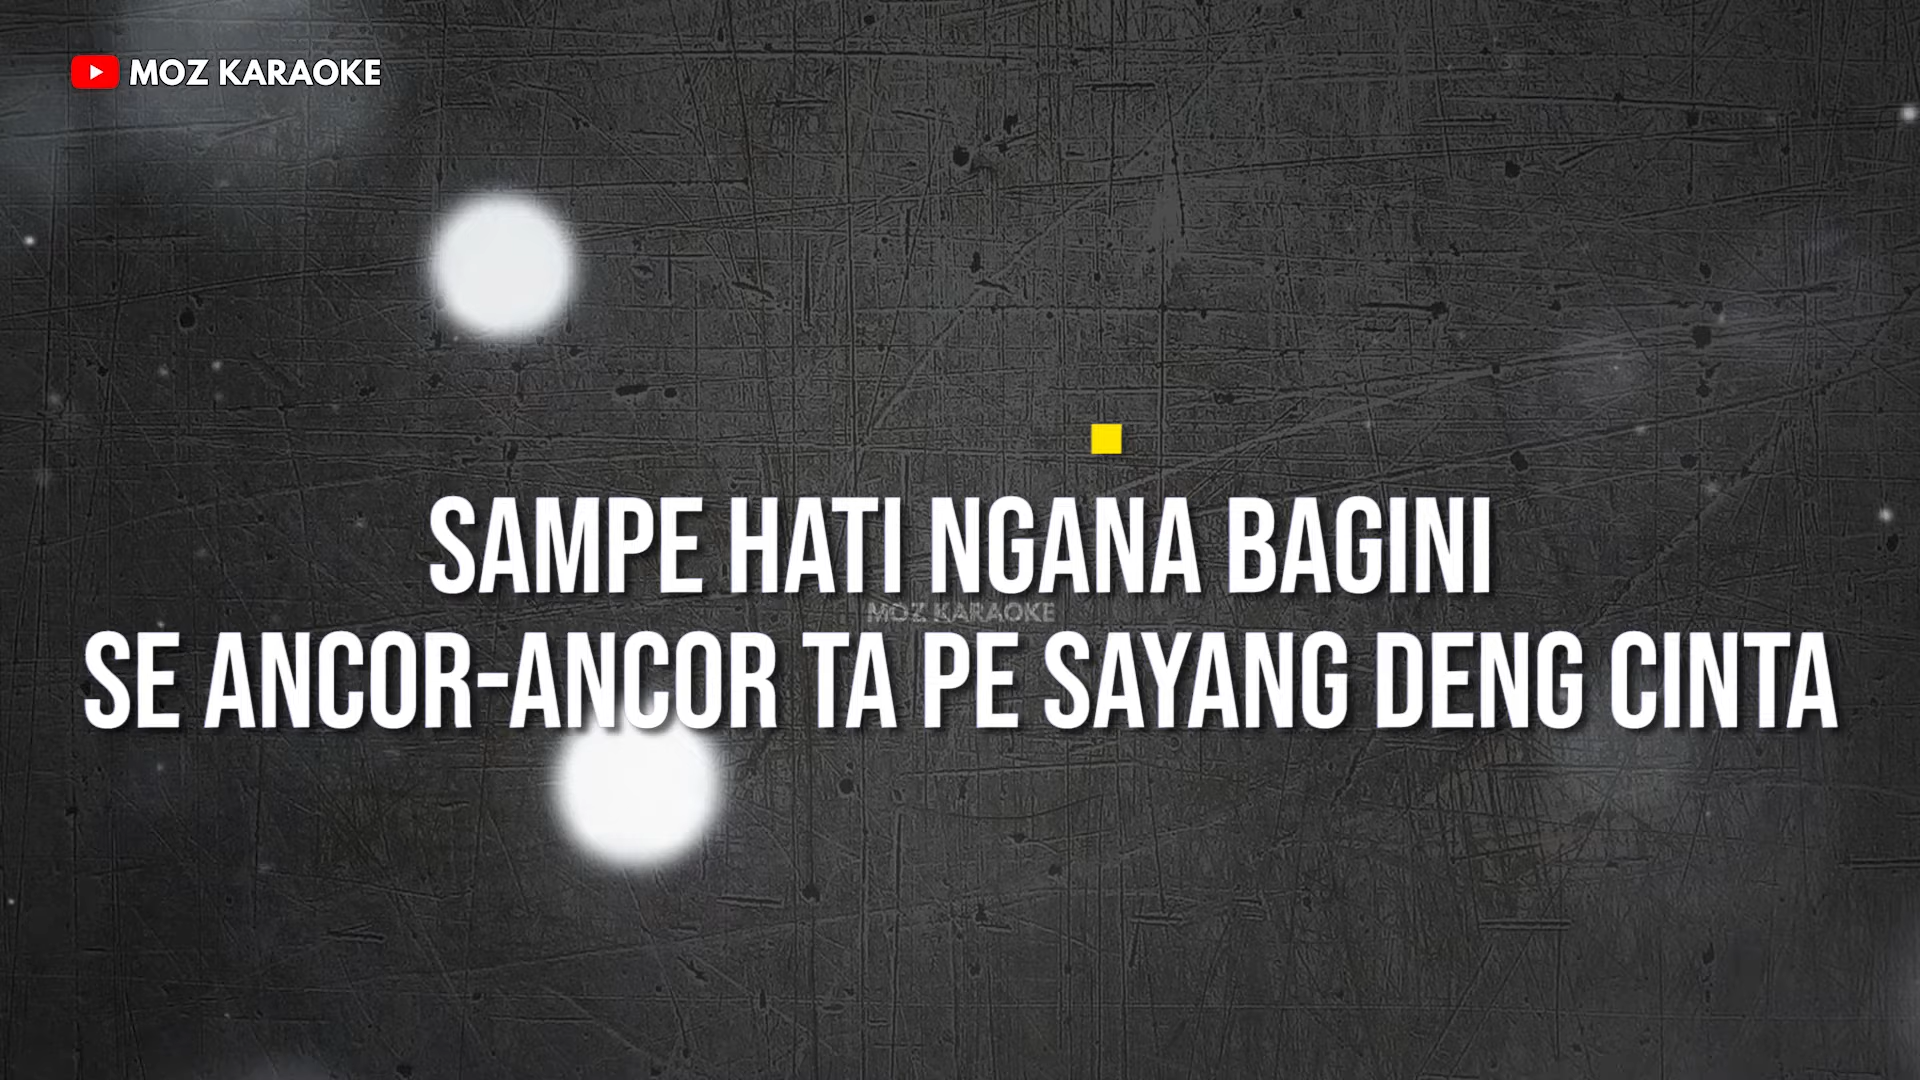 MOZ KARAOKE
SAMPE HATI NGANA BAGINI
MOZ KARAOKE
SE ANCOR-ANCOR TA PE SAYANG DENG CINTA